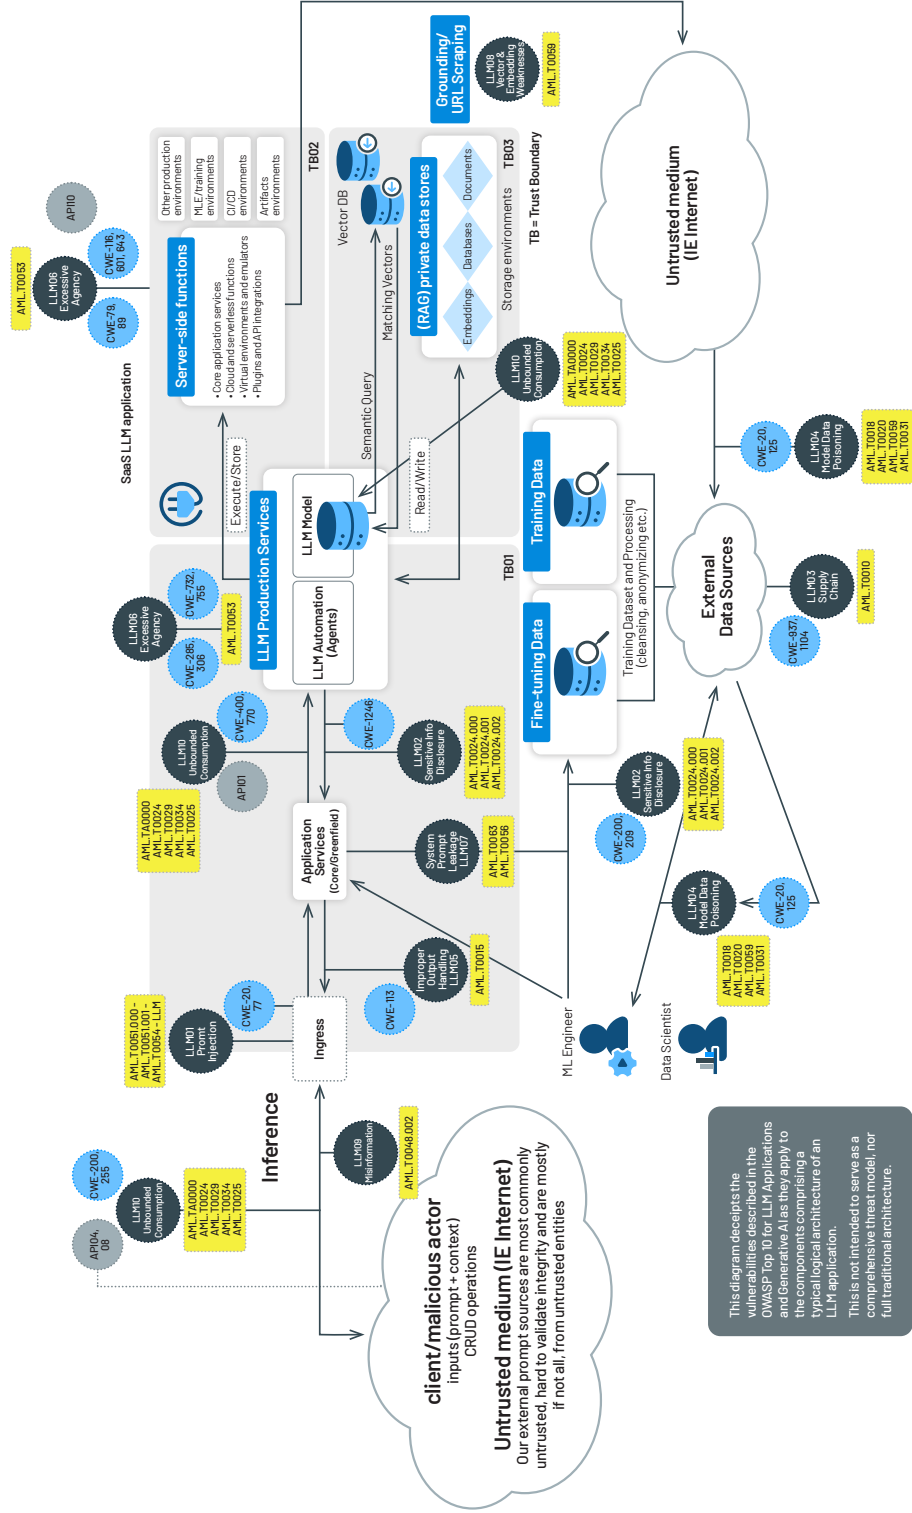 client/malicious actor
inputs (prompt + context)
CRUD operations
Untrusted medium (IE Internet)
Our external prompt sources are most commonly
untrusted, hard to validate integrity and are mostly
if not all, from untrusted entities
API04,
08
CWE-200,
255
LLM10
Unbounded
Consumption
AML.TA0000
AML.T0024
AML.T0029
AML.T0034
AML.T0025
Inference
LLM09
Misinformation
AML.T0048.002
AML.T0051.000 -
AML.T0051.001 -
AML.T0054 - LLM
LLM01
Promt
Injection
CWE-20,
77
Ingress
CWE-113
Improper
Output
Handling
LLM05
AML.T0015
Application
Services
(Core/Greenfield)
System
Prompt
Leakage
LLM07
AML.T0063
AML.T0056
AML.TA0000
AML.T0024
AML.T0029
AML.T0034
AML.T0025
LLM10
Unbounded
Consumption
API01
CWE-400,
770
CWE-1246
LLM02
Sensitive Info
Disclosure
AML.T0024.000
AML.T0024.001
AML.T0024.002
LLM06
Excessive
Agency
CWE-285,
306
CWE-732,
755
AML.T0053
LLM Production Services
LLM Automation
(Agents)
LLM Model
TB01
SaaS LLM application
Execute/Store
Read/Write
Semantic Query
Matching Vectors
Vector DB
AML.T0053
LLM06
Excessive
Agency
CWE-79,
89
CWE-116,
601, 643
API10
Server-side functions
• Core application services
• Cloud and serverless functions
• Virtual environments and emulators
• Plugins and API integrations
Other production
environments
MLE/training
environments
CI/CD
environments
Artifacts
environments
TB02
(RAG) private data stores
Embeddings
Databases
Documents
Storage environments
TB03
TB = Trust Boundary
Grounding/
URL Scraping
LLM08
Vector &
Embedding
Weaknesses
AML.T0059
LLM10
Unbounded
Consumption
AML.TA0000
AML.T0024
AML.T0029
AML.T0034
AML.T0025
Fine-tuning Data
Training Data
Training Dataset and Processing
(cleansing, anonymizing etc.)
ML Engineer
Data Scientist
CWE-200,
209
LLM02
Sensitive Info
Disclosure
AML.T0024.000
AML.T0024.001
AML.T0024.002
LLM04
Model Data
Poisoning
AML.T0018
AML.T0020
AML.T0059
AML.T0031
CWE-20,
125
External
Data Sources
CWE-937,
1104
LLM03
Supply
Chain
AML.T0010
CWE-20,
125
LLM04
Model Data
Poisoning
AML.T0018
AML.T0020
AML.T0059
AML.T0031
Untrusted medium
(IE Internet)
This diagram deceipts the
vulnerabilities described in the
OWASP Top 10 for LLM Applications
and Generative AI as they apply to
the components comprising a
typical logical architecture of an
LLM application.
This is not intended to serve as a
comprehensive threat model, nor
full traditional architecture.